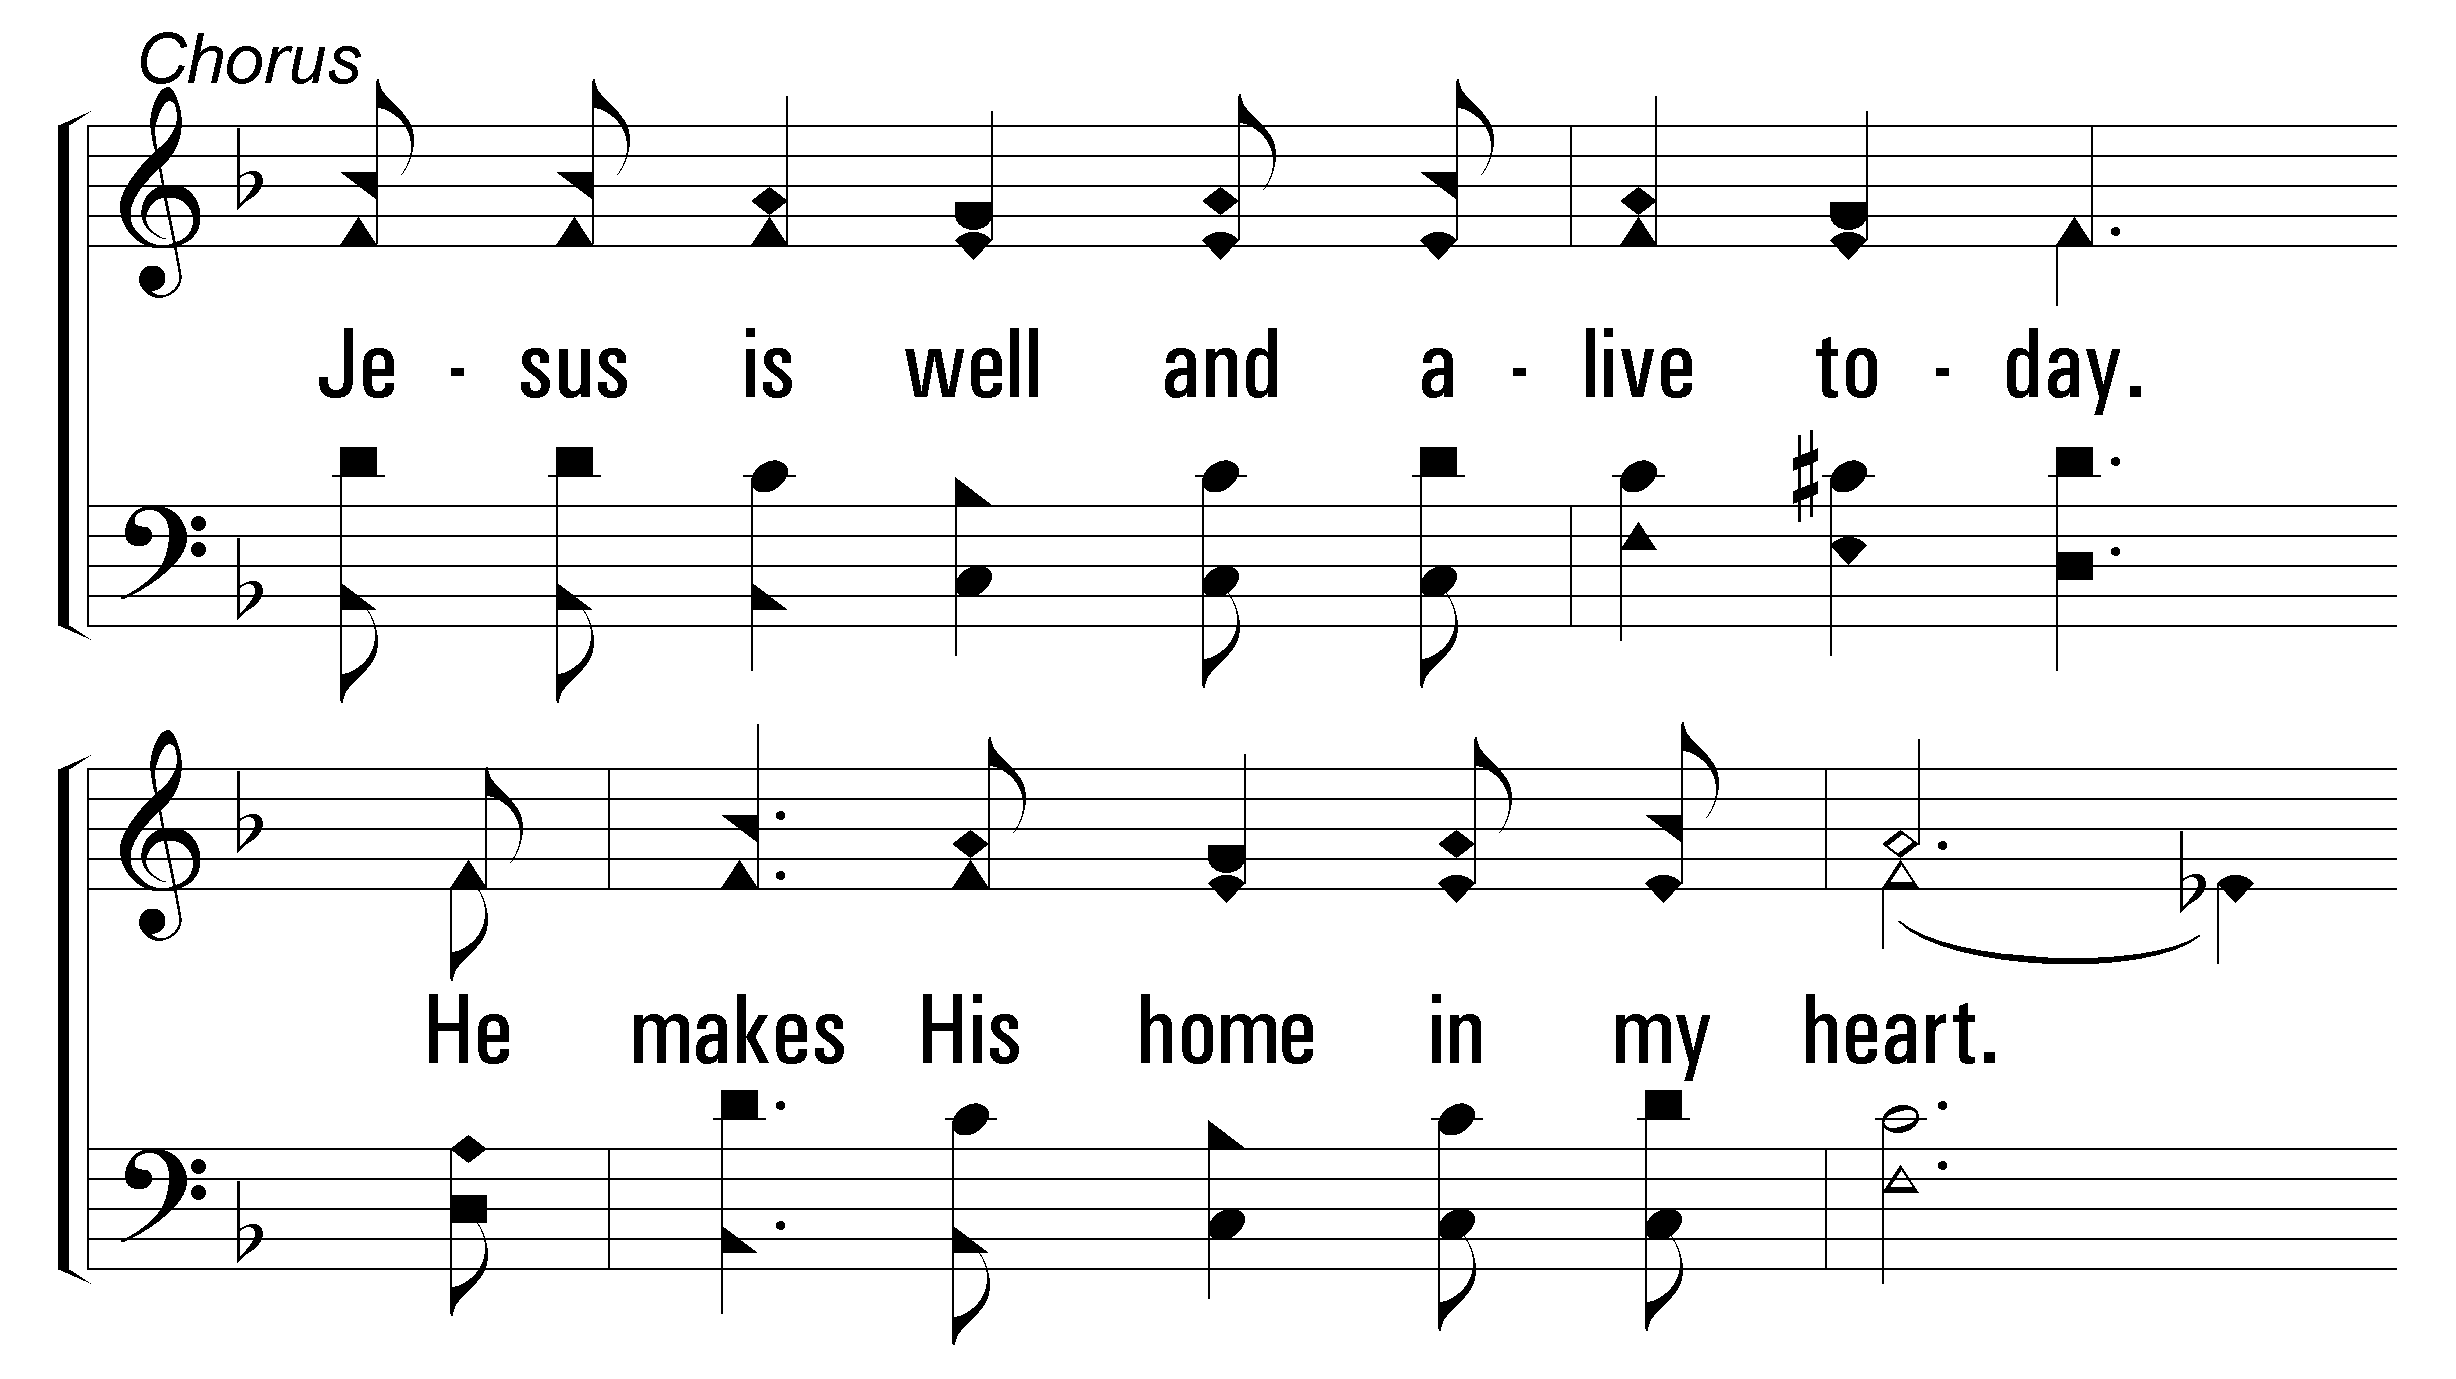 Chorus
Je - sus is well and a - live to - day.
He makes His home in my heart.